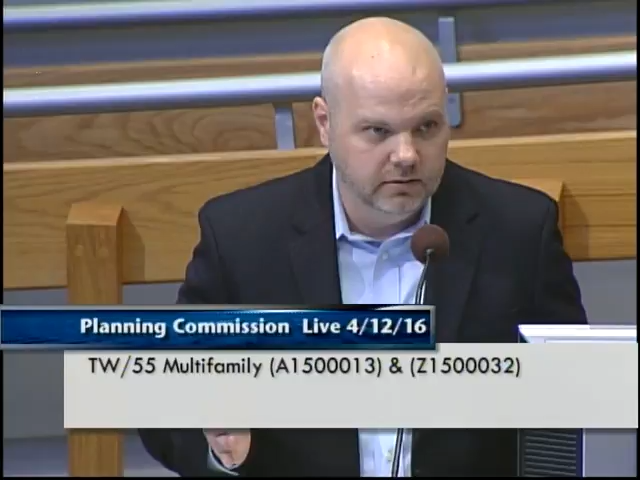 Planning Commission Live 4/12/16
TW/55 Multifamily (A1500013) & (Z1500032)